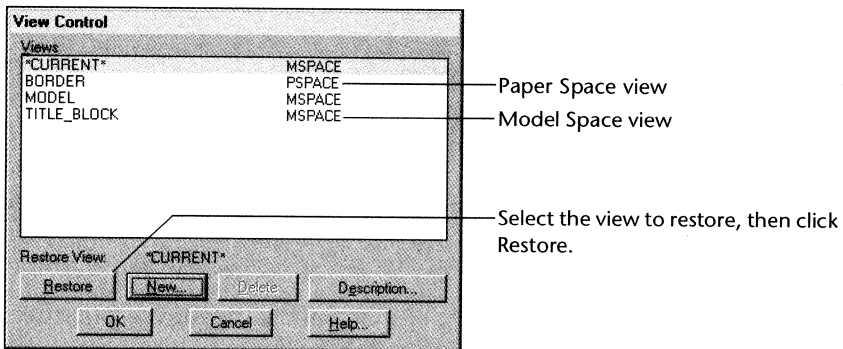 View Control
Views
*CURRENT* MSPACE
BORDER PSPACE
MODEL MSPACE
TITLE_BLOCK MSPACE
Paper Space view
Model Space view
Select the view to restore, then click
Restore.
Restore View: *CURRENT*
Restore New... Delete Description...
OK Cancel Help...